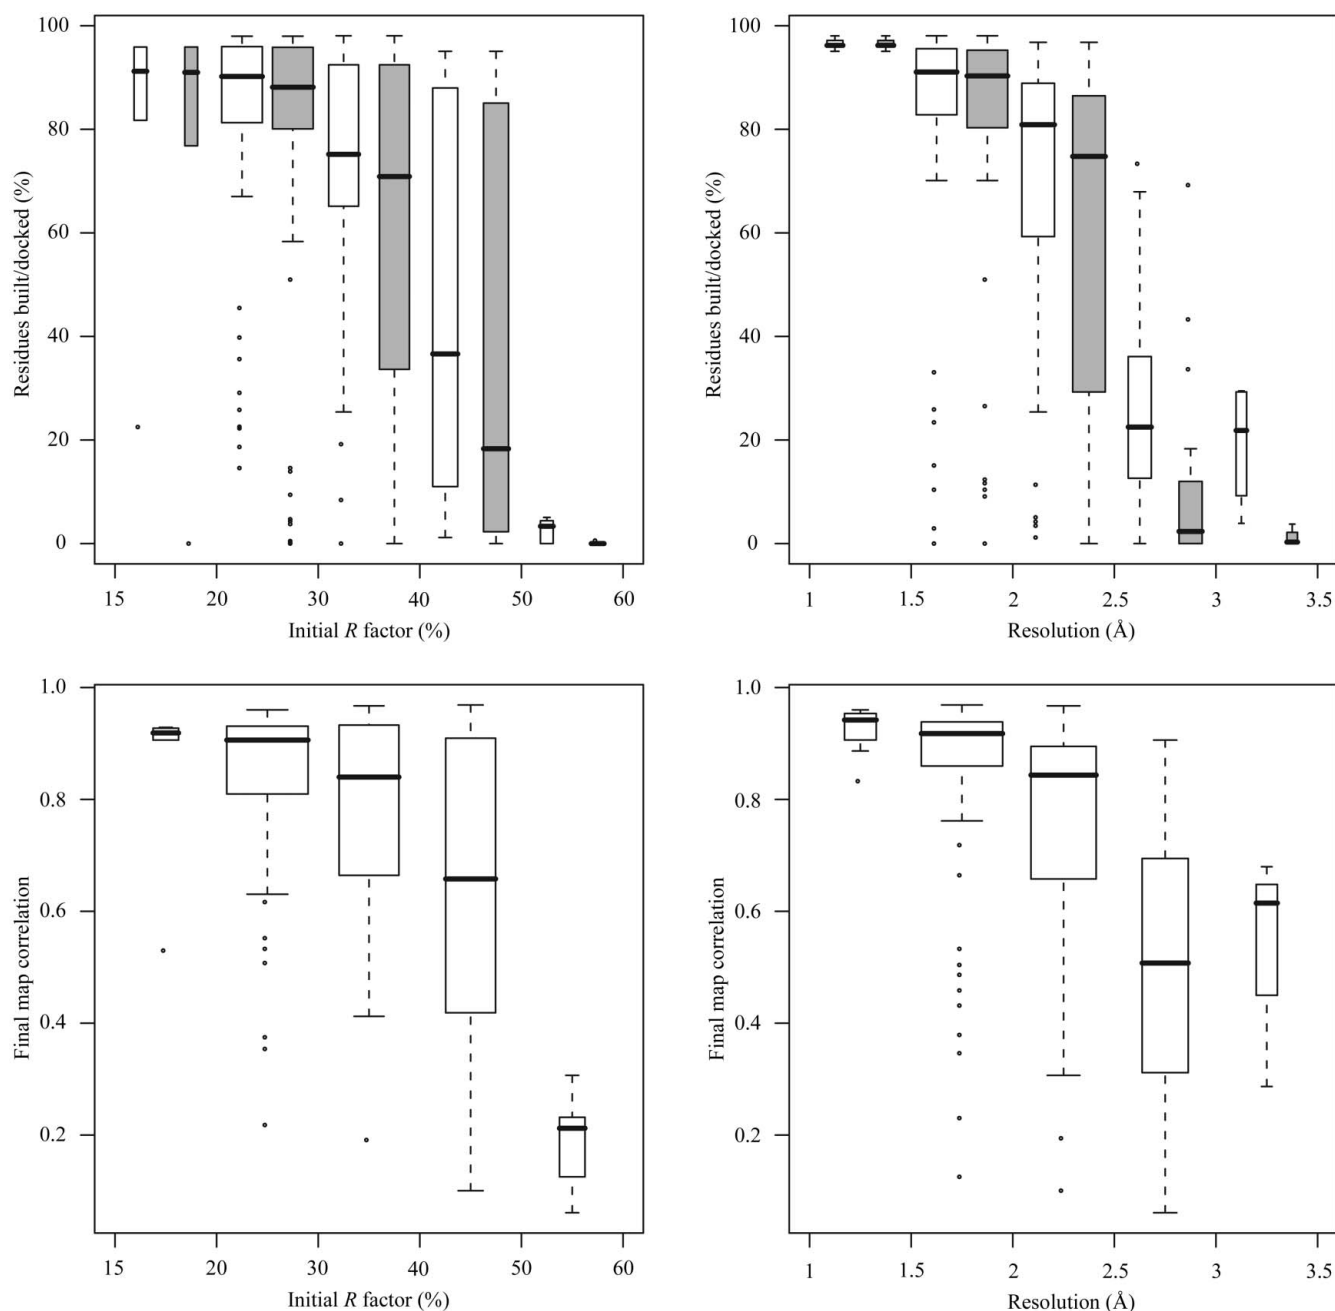 100
80
60
40
20
0
Residues built/docked (%)
15 20 30 40 50 60
Initial R factor (%)
100
80
60
40
20
0
Residues built/docked (%)
1 1.5 2 2.5 3 3.5
Resolution (Å)
1.0
0.8
0.6
0.4
0.2
Final map correlation
15 20 30 40 50 60
Initial R factor (%)
1.0
0.8
0.6
0.4
0.2
Final map correlation
1 1.5 2 2.5 3 3.5
Resolution (Å)